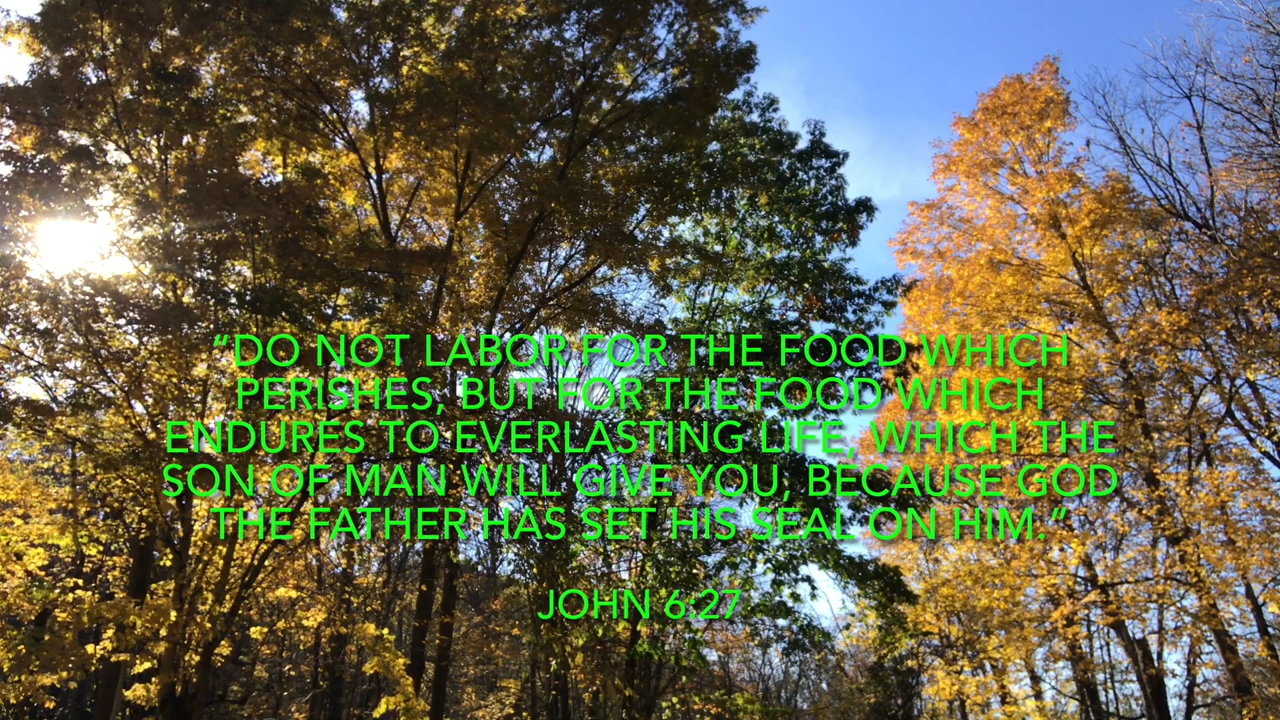 “DO NOT LABOR FOR THE FOOD WHICH
PERISHES, BUT FOR THE FOOD WHICH
ENDURES TO EVERLASTING LIFE, WHICH THE
SON OF MAN WILL GIVE YOU, BECAUSE GOD
THE FATHER HAS SET HIS SEAL ON HIM.“
JOHN 6:27